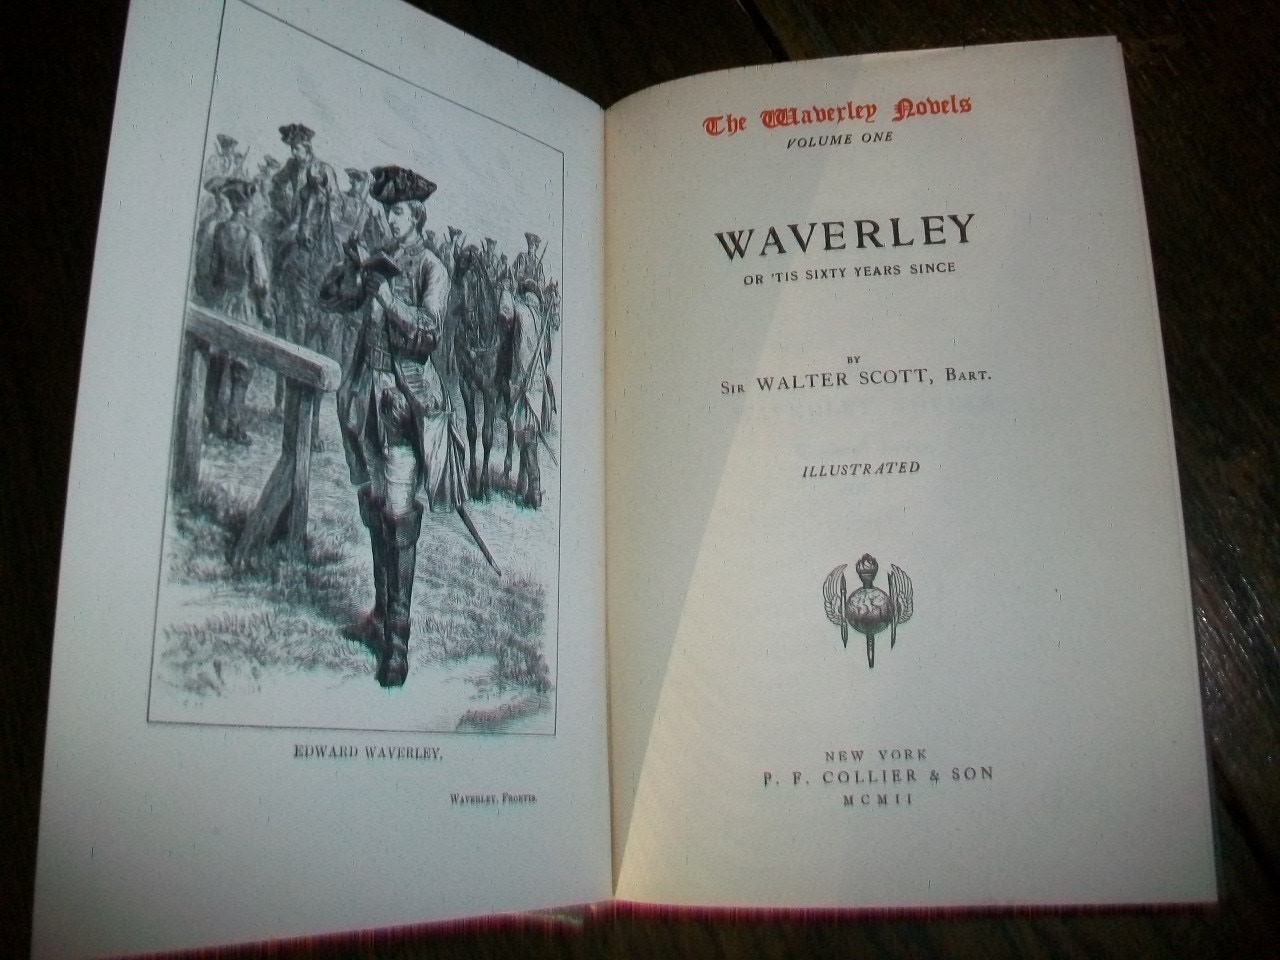 EDWARD WAVERLEY.
WAVERLEY, FRONTIS.
The Waverley Novels
VOLUME ONE
WAVERLEY
OR 'TIS SIXTY YEARS SINCE
BY
SIR WALTER SCOTT, BART.
ILLUSTRATED
NEW YORK
P. F. COLLIER & SON
MCMII